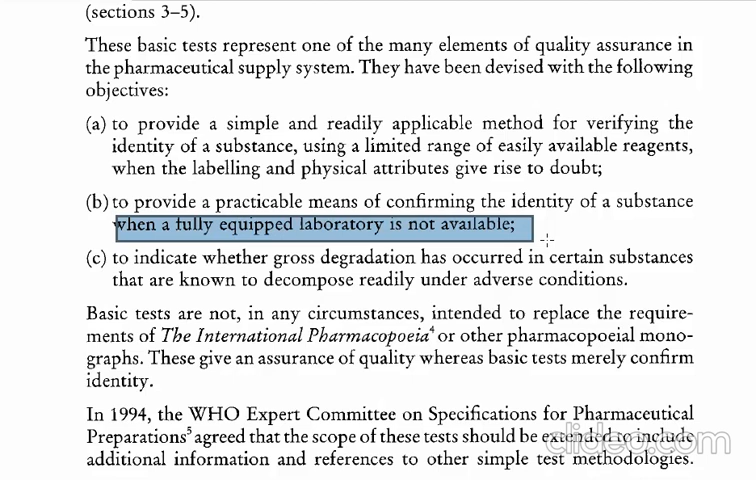 (sections 3–5).
These basic tests represent one of the many elements of quality assurance in
the pharmaceutical supply system. They have been devised with the following
objectives:
(a) to provide a simple and readily applicable method for verifying the
identity of a substance, using a limited range of easily available reagents,
when the labelling and physical attributes give rise to doubt;
(b) to provide a practicable means of confirming the identity of a substance
when a fully equipped laboratory is not available;
(c) to indicate whether gross degradation has occurred in certain substances
that are known to decompose readily under adverse conditions.
Basic tests are not, in any circumstances, intended to replace the require-
ments of The International Pharmacopoeia⁴ or other pharmacopoeial mono-
graphs. These give an assurance of quality whereas basic tests merely confirm
identity.
In 1994, the WHO Expert Committee on Specifications for Pharmaceutical
Preparations⁵ agreed that the scope of these tests should be extended to include
additional information and references to other simple test methodologies.
clideo.com